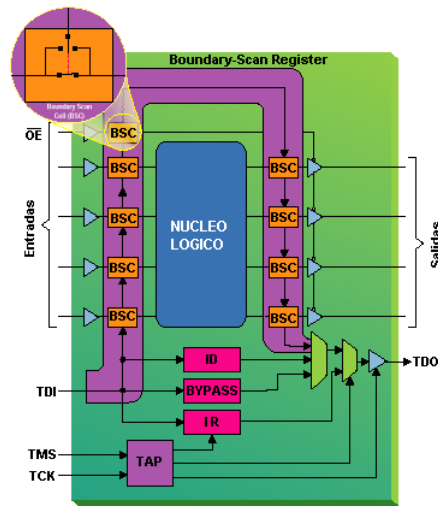 Boundary-Scan Register
Boundary Scan
Cell (BSC)
OE
BSC
BSC
BSC
BSC
BSC
BSC
BSC
BSC
BSC
Entradas
NUCLEO
LOGICO
Salidas
ID
TDI
BYPASS
TDO
IR
TMS
TAP
TCK